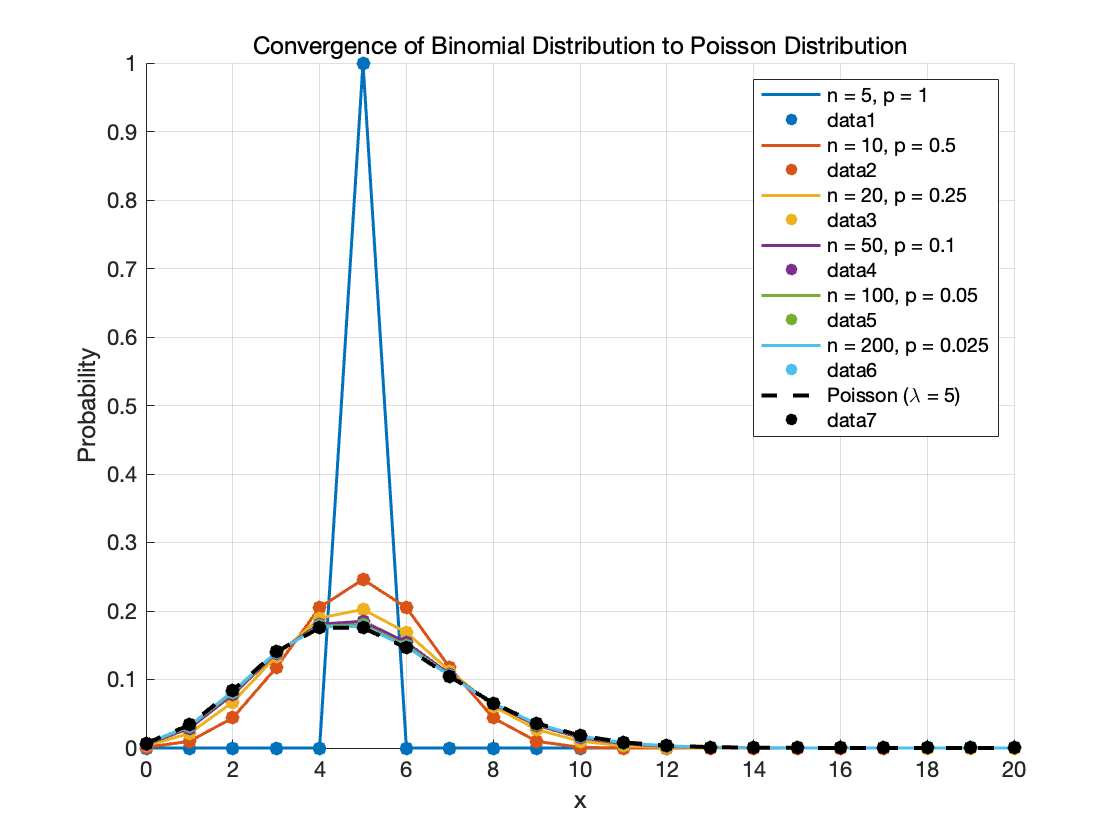 Convergence of Binomial Distribution to Poisson Distribution
1
0.9
0.8
0.7
0.6
0.5
0.4
0.3
0.2
0.1
0
Probability
0 2 4 6 8 10 12 14 16 18 20
x
n = 5, p = 1
data1
n = 10, p = 0.5
data2
n = 20, p = 0.25
data3
n = 50, p = 0.1
data4
n = 100, p = 0.05
data5
n = 200, p = 0.025
data6
Poisson (λ = 5)
data7